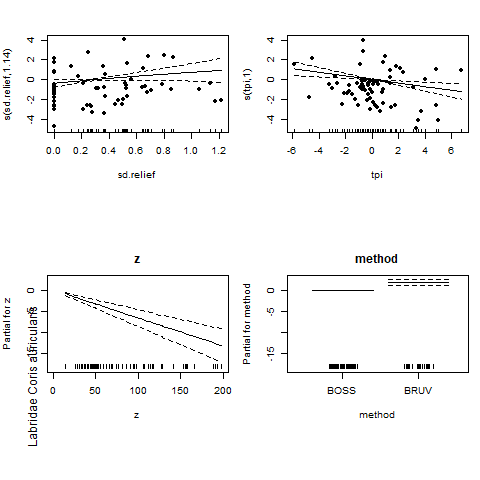 s(sd.relief,1.14)
4
2
0
-2
-4
0.0 0.2 0.4 0.6 0.8 1.0 1.2
sd.relief
s(tpi,1)
4
2
0
-2
-4
-6 -4 -2 0 2 4 6
tpi
Labridae Coris auricularis
z
Partial for z
0
-5
-15
0 50 100 150 200
z
method
Partial for method
0
-5
-15
BOSS BRUV
method